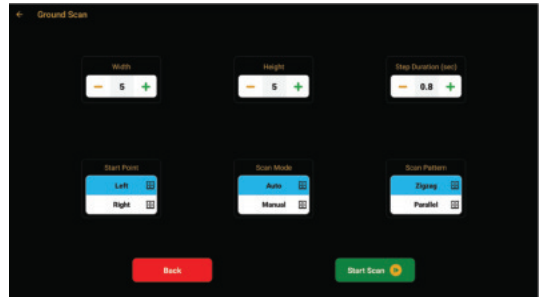 Ground Scan
Width
Height
Step Duration (sec)
− 5 +
− 5 +
− 0.8 +
Start Point
Scan Mode
Scan Pattern
Left
Auto
Zigzag
Right
Manual
Parallel
Back
Start Scan